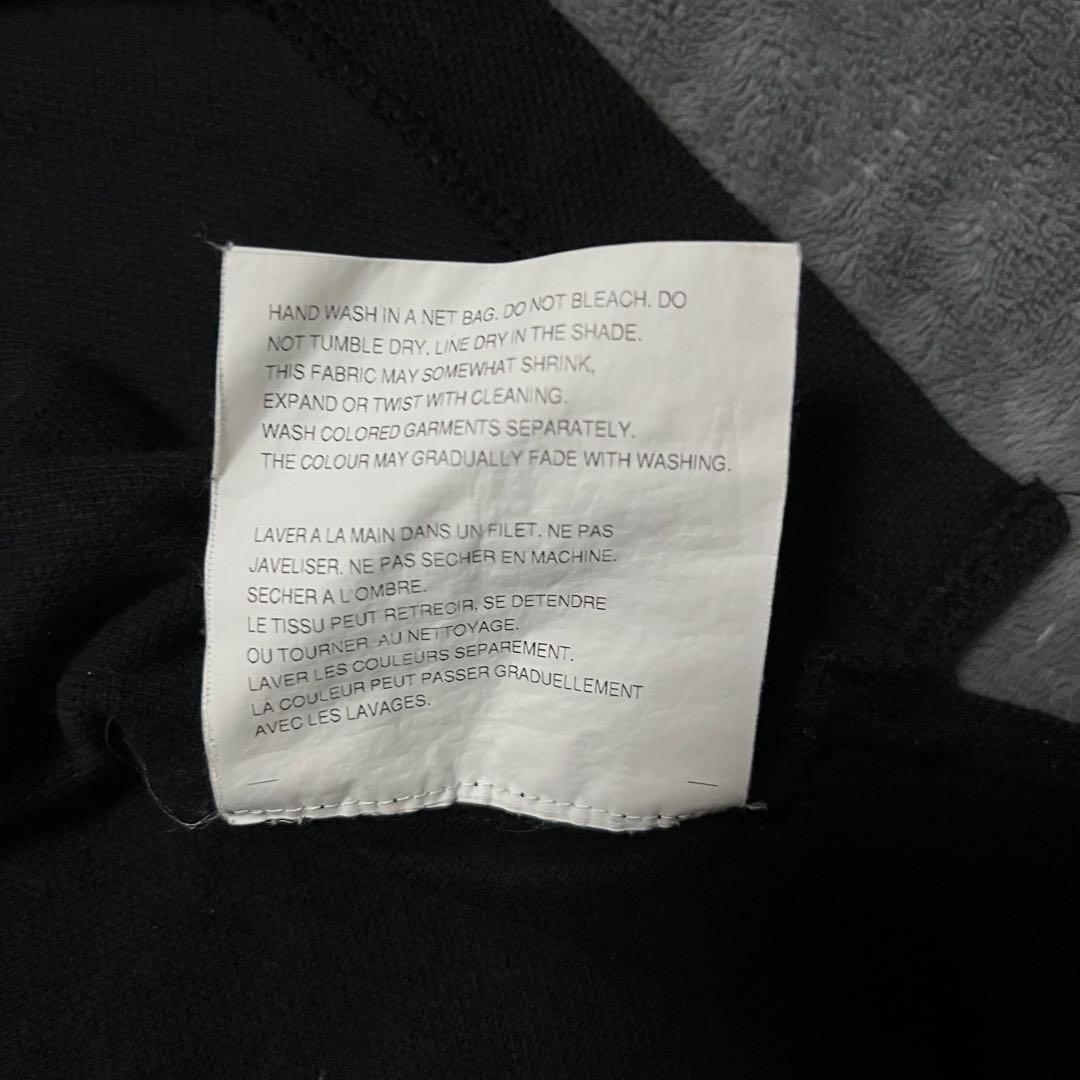 HAND WASH IN A NET BAG. DO NOT BLEACH. DO
NOT TUMBLE DRY. LINE DRY IN THE SHADE.
THIS FABRIC MAY SOMEWHAT SHRINK,
EXPAND OR TWIST WITH CLEANING.
WASH COLORED GARMENTS SEPARATELY.
THE COLOUR MAY GRADUALLY FADE WITH WASHING.
LAVER A LA MAIN DANS UN FILET. NE PAS
JAVELISER. NE PAS SECHER EN MACHINE.
SECHER A L'OMBRE.
LE TISSU PEUT RETRECIR, SE DETENDRE
OU TOURNER AU NETTOYAGE.
LAVER LES COULEURS SEPAREMENT.
LA COULEUR PEUT PASSER GRADUELLEMENT
AVEC LES LAVAGES.